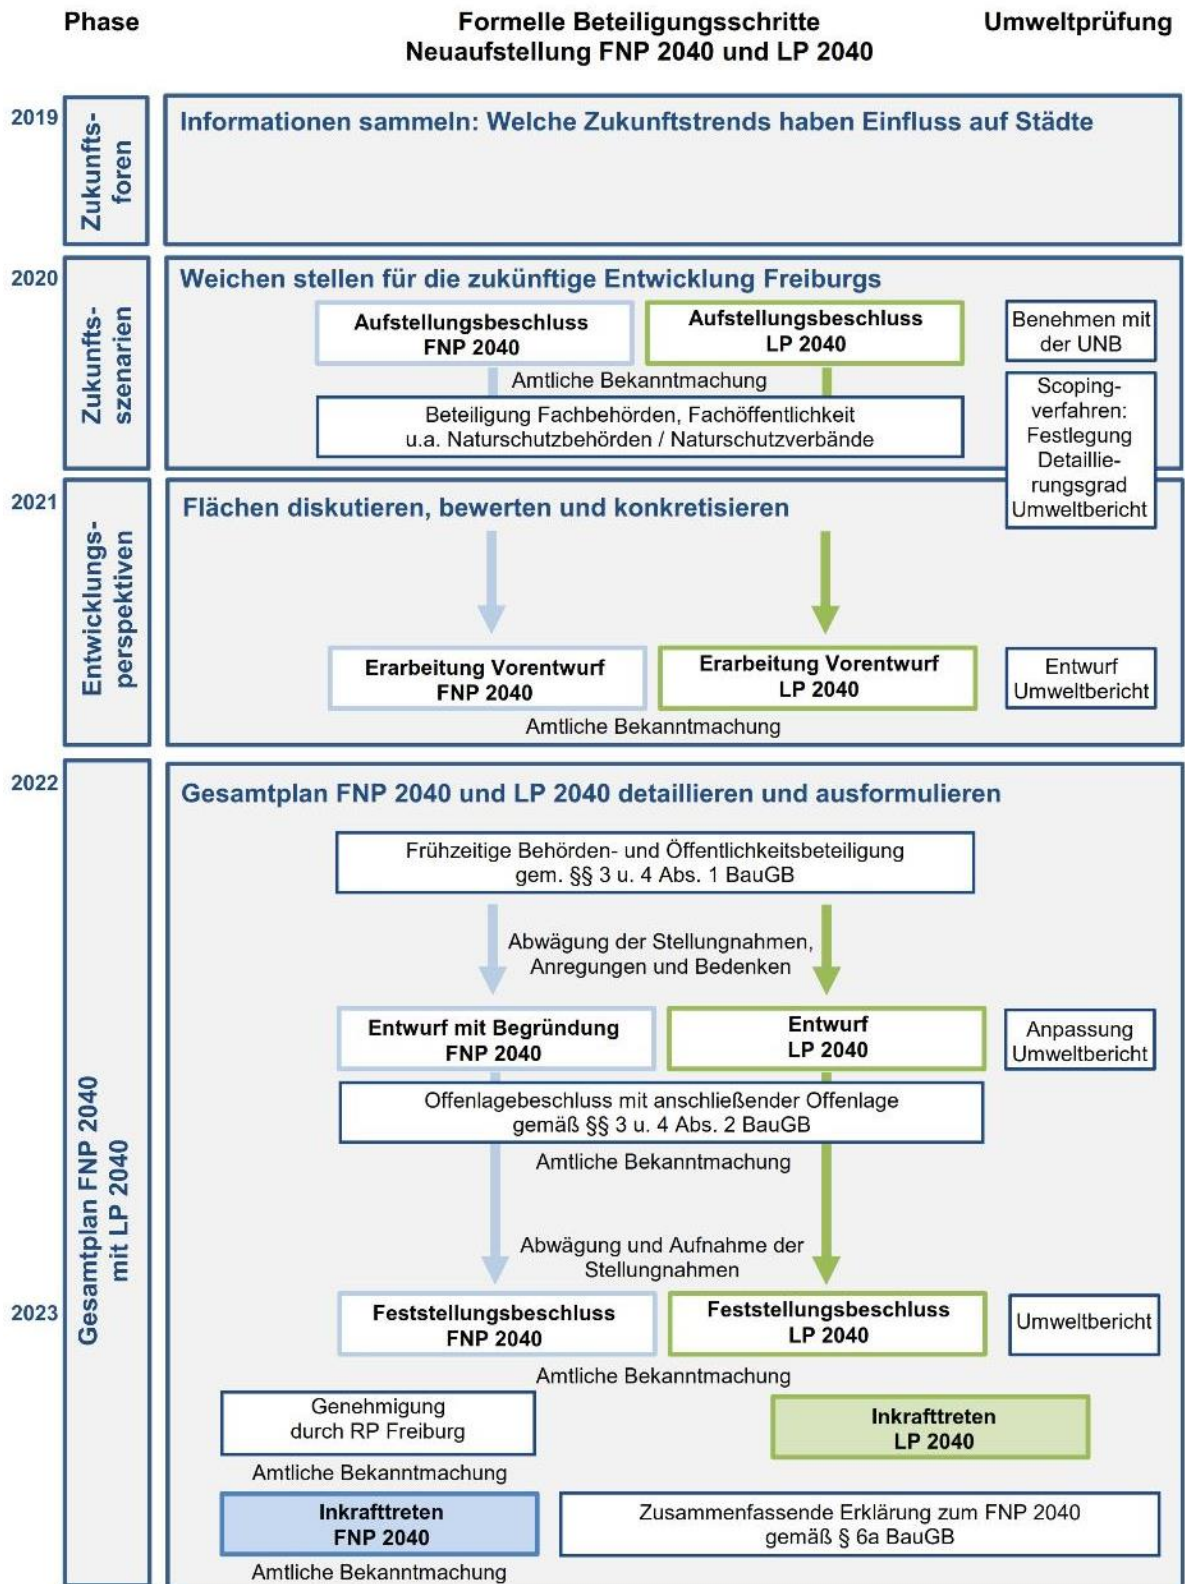 Phase
Formelle Beteiligungsschritte
Neuaufstellung FNP 2040 und LP 2040
Umweltprüfung
2019
Zukunfts-
foren
Informationen sammeln: Welche Zukunftstrends haben Einfluss auf Städte
2020
Zukunfts-
szenarien
Weichen stellen für die zukünftige Entwicklung Freiburgs
Aufstellungsbeschluss
FNP 2040
Aufstellungsbeschluss
LP 2040
Benehmen mit
der UNB
Amtliche Bekanntmachung
Beteiligung Fachbehörden, Fachöffentlichkeit
u.a. Naturschutzbehörden / Naturschutzverbände
Scoping-
verfahren:
Festlegung
Detaillie-
rungsgrad
Umweltbericht
2021
Entwicklungs-
perspektiven
Flächen diskutieren, bewerten und konkretisieren
Erarbeitung Vorentwurf
FNP 2040
Erarbeitung Vorentwurf
LP 2040
Entwurf
Umweltbericht
Amtliche Bekanntmachung
2022
Gesamtplan FNP 2040
mit LP 2040
Gesamtplan FNP 2040 und LP 2040 detaillieren und ausformulieren
Frühzeitige Behörden- und Öffentlichkeitsbeteiligung
gem. §§ 3 u. 4 Abs. 1 BauGB
Abwägung der Stellungnahmen,
Anregungen und Bedenken
Entwurf mit Begründung
FNP 2040
Entwurf
LP 2040
Anpassung
Umweltbericht
Offenlagebeschluss mit anschließender Offenlage
gemäß §§ 3 u. 4 Abs. 2 BauGB
Amtliche Bekanntmachung
Abwägung und Aufnahme der
Stellungnahmen
2023
Feststellungsbeschluss
FNP 2040
Feststellungsbeschluss
LP 2040
Umweltbericht
Amtliche Bekanntmachung
Genehmigung
durch RP Freiburg
Inkrafttreten
LP 2040
Amtliche Bekanntmachung
Inkrafttreten
FNP 2040
Zusammenfassende Erklärung zum FNP 2040
gemäß § 6a BauGB
Amtliche Bekanntmachung